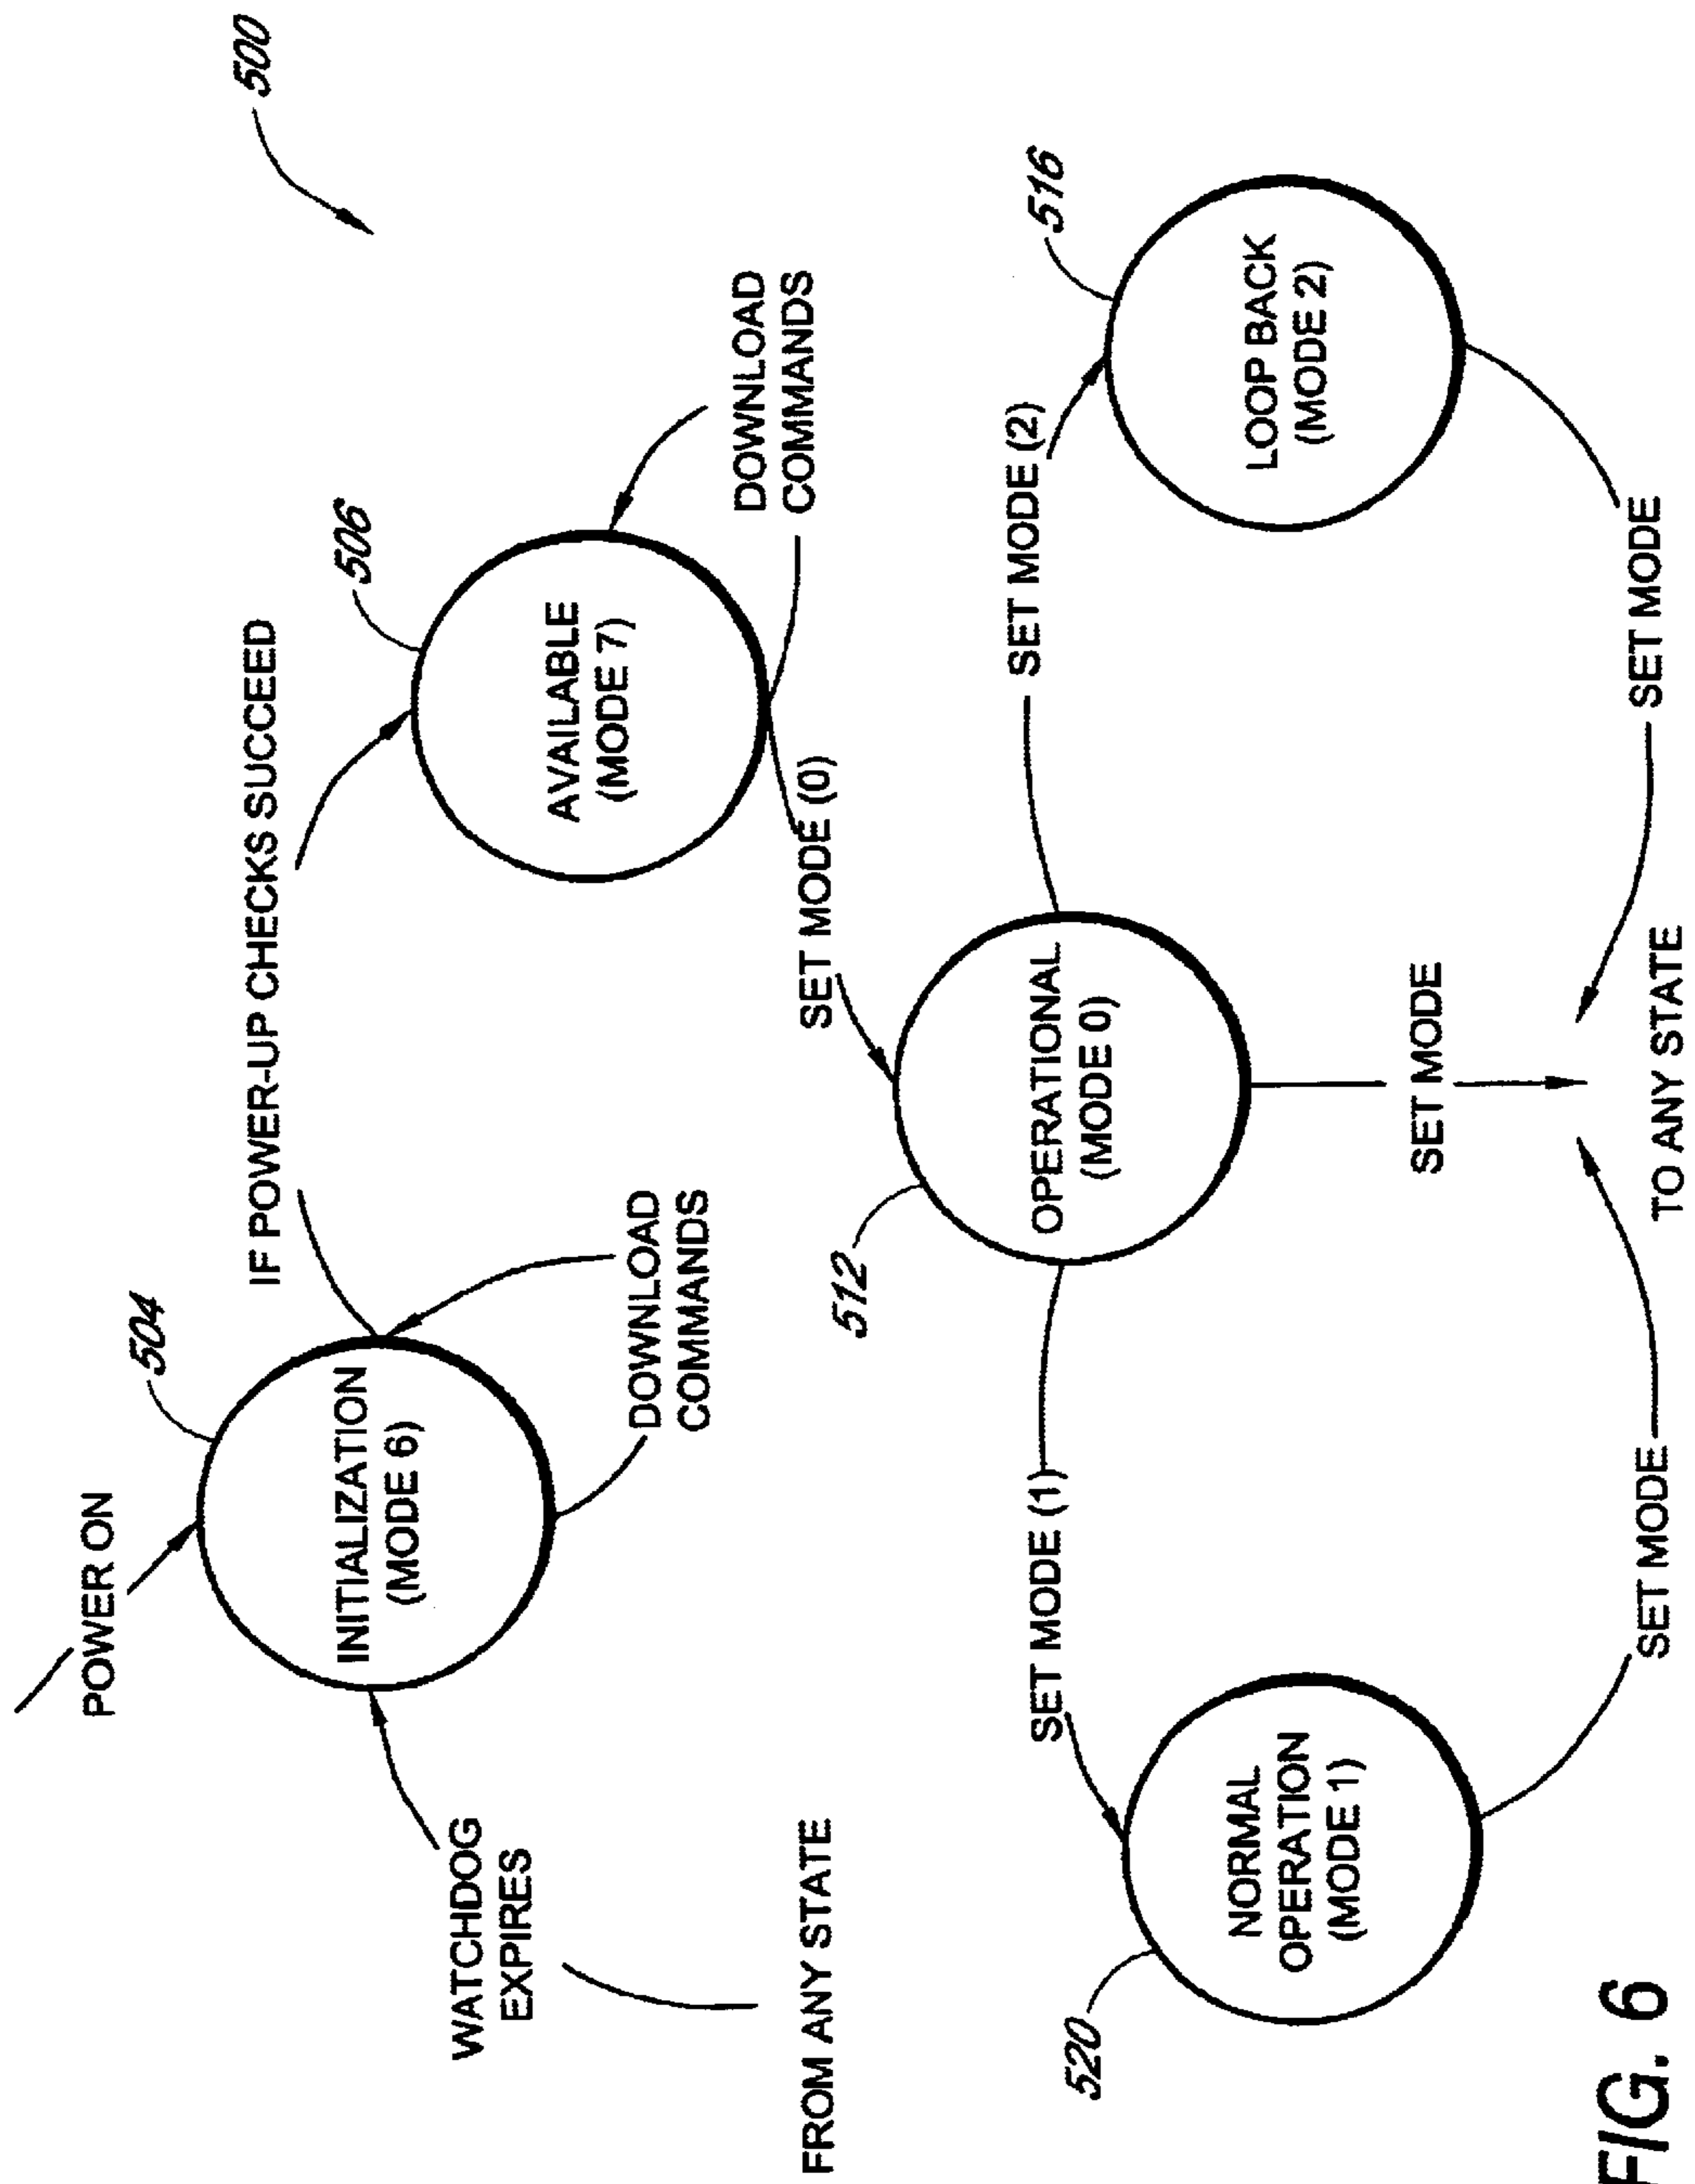 500
POWER ON
504
INITIALIZATION
(MODE 6)
IF POWER-UP CHECKS SUCCEED
506
AVAILABLE
(MODE 7)
WATCHDOG
EXPIRES
DOWNLOAD
COMMANDS
DOWNLOAD
COMMANDS
FROM ANY STATE
SET MODE (0)
512
OPERATIONAL
(MODE 0)
SET MODE (1)
SET MODE (2)
516
LOOP BACK
(MODE 2)
520
NORMAL
OPERATION
(MODE 1)
SET MODE
SET MODE
SET MODE
TO ANY STATE
FIG. 6